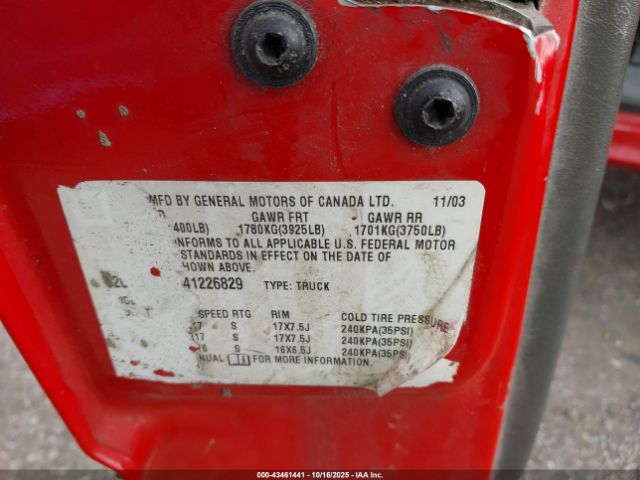 MFD BY GENERAL MOTORS OF CANADA LTD. 11/03
GAWR FRT GAWR RR
400LB) 1780KG(3925LB) 1701KG(3750LB)
NFORMS TO ALL APPLICABLE U.S. FEDERAL MOTOR
STANDARDS IN EFFECT ON THE DATE OF
HOWN ABOVE.
41226829 TYPE: TRUCK
SPEED RTG RIM COLD TIRE PRESSURE
S 17X7.5J 240KPA(35PSI)
117 S 17X7.5J 240KPA(35PSI)
S 16X6.5J 240KPA(35PSI)
NUAL FOR MORE INFORMATION.
000-43461441 - 10/16/2025 - IAA Inc.